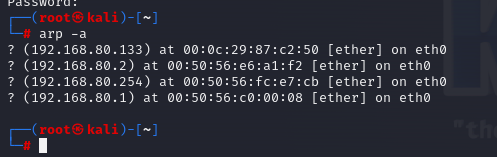 Password:
┌──(root㉿kali)-[~]
└─# arp -a
? (192.168.80.133) at 00:0c:29:87:c2:50 [ether] on eth0
? (192.168.80.2) at 00:50:56:e6:a1:f2 [ether] on eth0
? (192.168.80.254) at 00:50:56:fc:e7:cb [ether] on eth0
? (192.168.80.1) at 00:50:56:c0:00:08 [ether] on eth0
┌──(root㉿kali)-[~]
└─#
"th